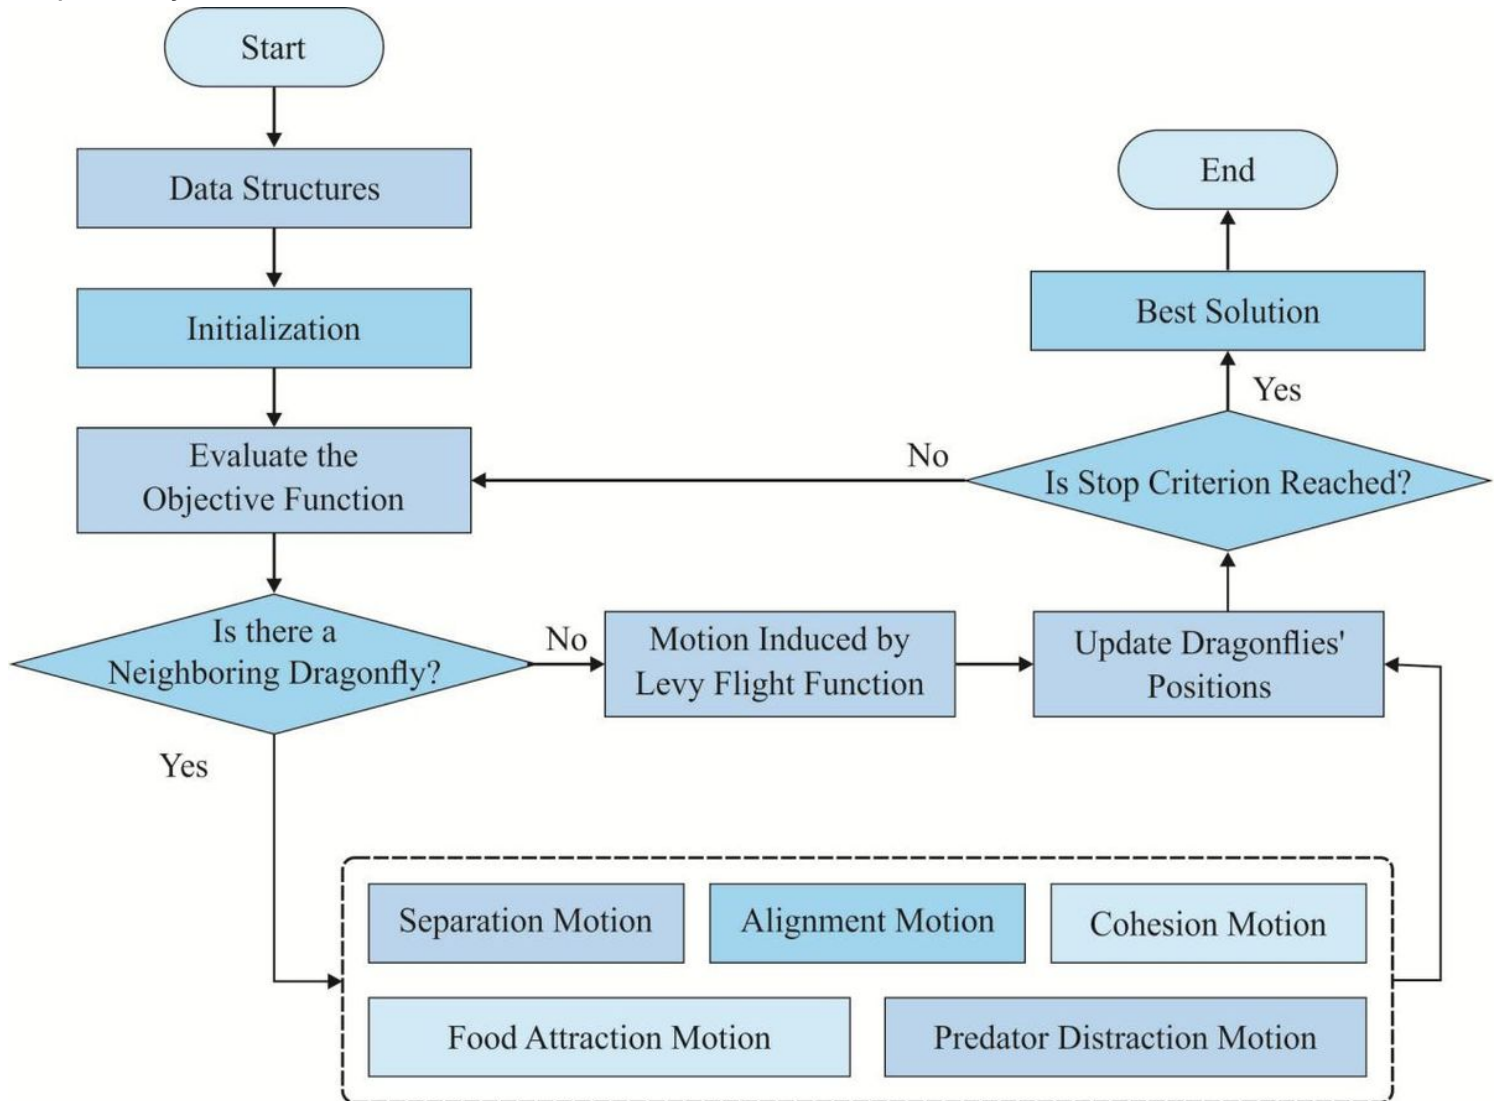 Start
Data Structures
Initialization
Evaluate the
Objective Function
Is there a
Neighboring Dragonfly?
No
Motion Induced by
Levy Flight Function
Update Dragonflies'
Positions
Yes
Separation Motion
Alignment Motion
Cohesion Motion
Food Attraction Motion
Predator Distraction Motion
Is Stop Criterion Reached?
No
Yes
Best Solution
End